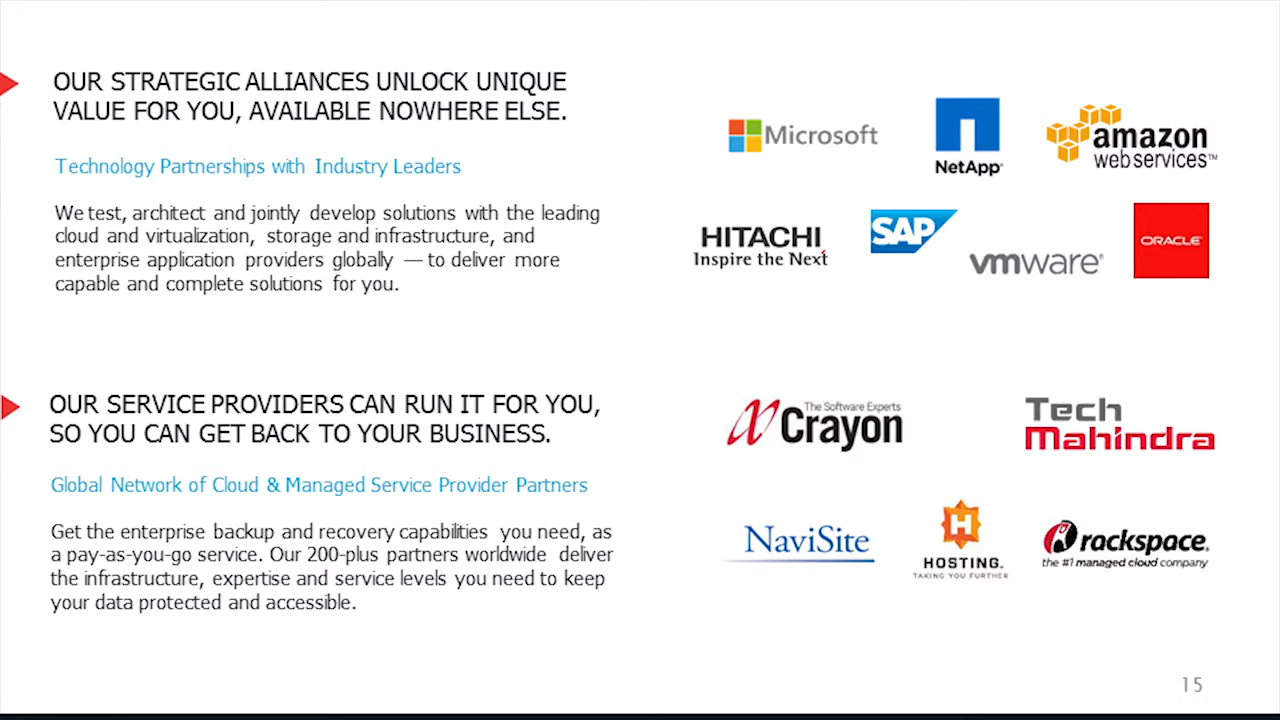 OUR STRATEGIC ALLIANCES UNLOCK UNIQUE
VALUE FOR YOU, AVAILABLE NOWHERE ELSE.
Technology Partnerships with Industry Leaders
We test, architect and jointly develop solutions with the leading
cloud and virtualization, storage and infrastructure, and
enterprise application providers globally — to deliver more
capable and complete solutions for you.
Microsoft
NetApp
amazon
web services™
HITACHI
Inspire the Next
SAP
vmware®
ORACLE
OUR SERVICE PROVIDERS CAN RUN IT FOR YOU,
SO YOU CAN GET BACK TO YOUR BUSINESS.
Global Network of Cloud & Managed Service Provider Partners
Get the enterprise backup and recovery capabilities you need, as
a pay-as-you-go service. Our 200-plus partners worldwide deliver
the infrastructure, expertise and service levels you need to keep
your data protected and accessible.
The Software Experts
Crayon
Tech
Mahindra
NaviSite
H
HOSTING.
TAKING YOU FURTHER
rackspace.
the #1 managed cloud company
15